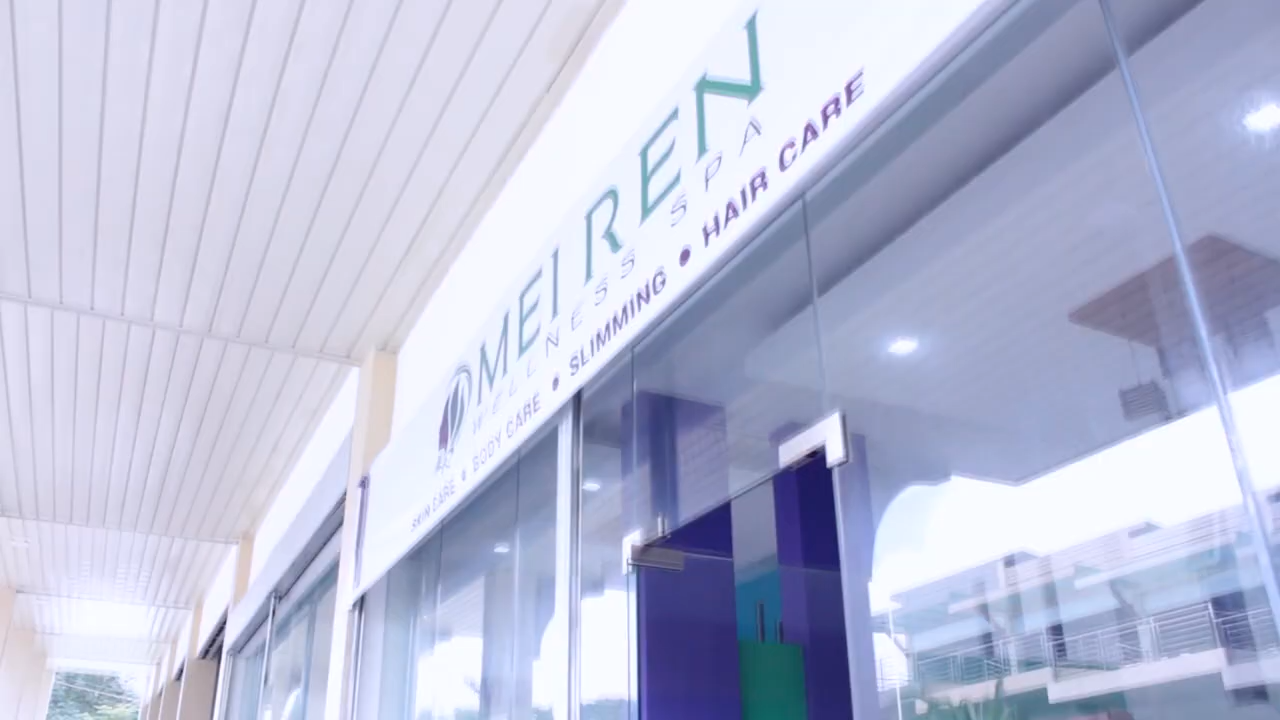 MEI REN
WELLNESS SPA
SKIN CARE • BODY CARE • SLIMMING • HAIR CARE